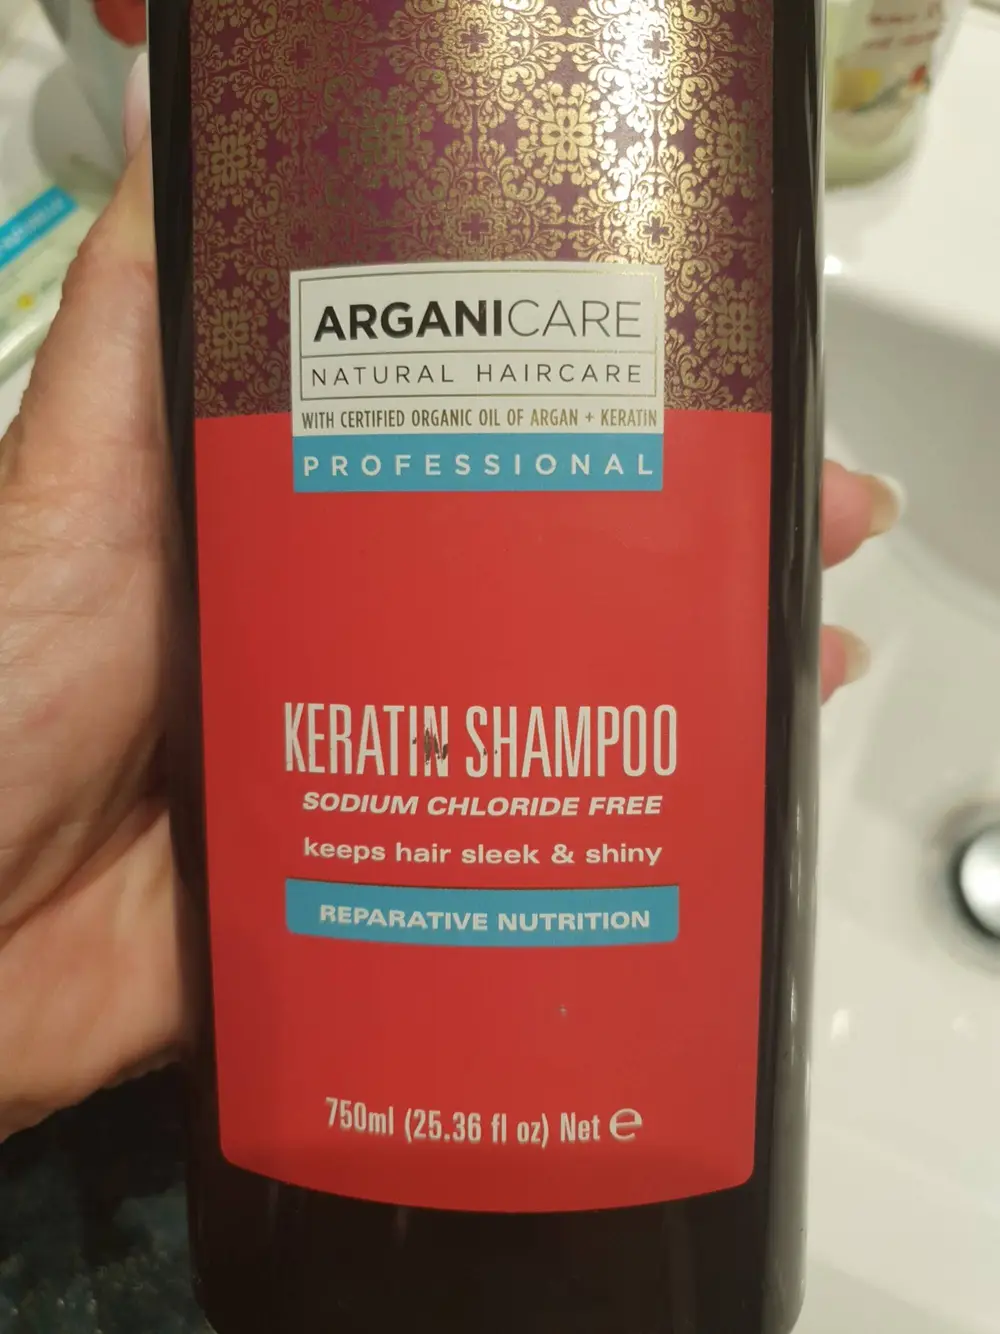 ARGANICARE
NATURAL HAIRCARE
WITH CERTIFIED ORGANIC OIL OF ARGAN + KERATIN
PROFESSIONAL
KERATIN SHAMPOO
SODIUM CHLORIDE FREE
keeps hair sleek & shiny
REPARATIVE NUTRITION
750ml (25.36 fl oz) Net ℮